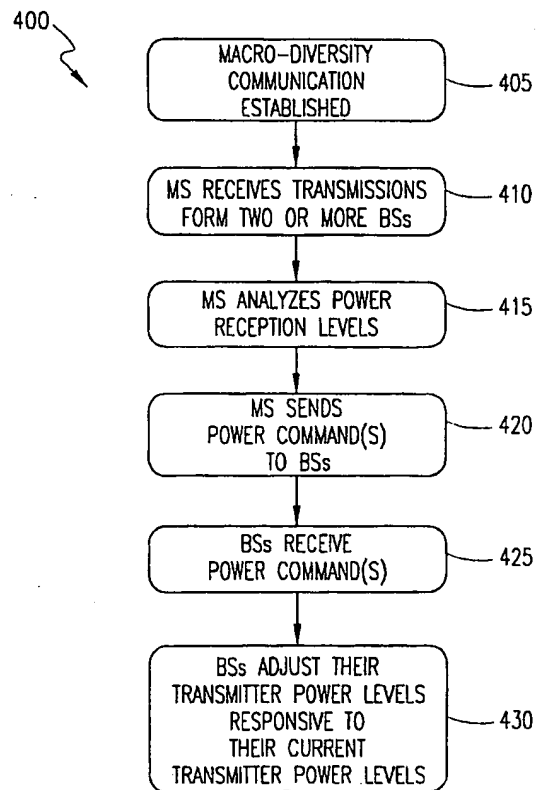 400
MACRO-DIVERSITY
COMMUNICATION
ESTABLISHED
405
MS RECEIVES TRANSMISSIONS
FORM TWO OR MORE BSs
410
MS ANALYZES POWER
RECEPTION LEVELS
415
MS SENDS
POWER COMMAND(S)
TO BSs
420
BSs RECEIVE
POWER COMMAND(S)
425
BSs ADJUST THEIR
TRANSMITTER POWER LEVELS
RESPONSIVE TO
THEIR CURRENT
TRANSMITTER POWER LEVELS
430